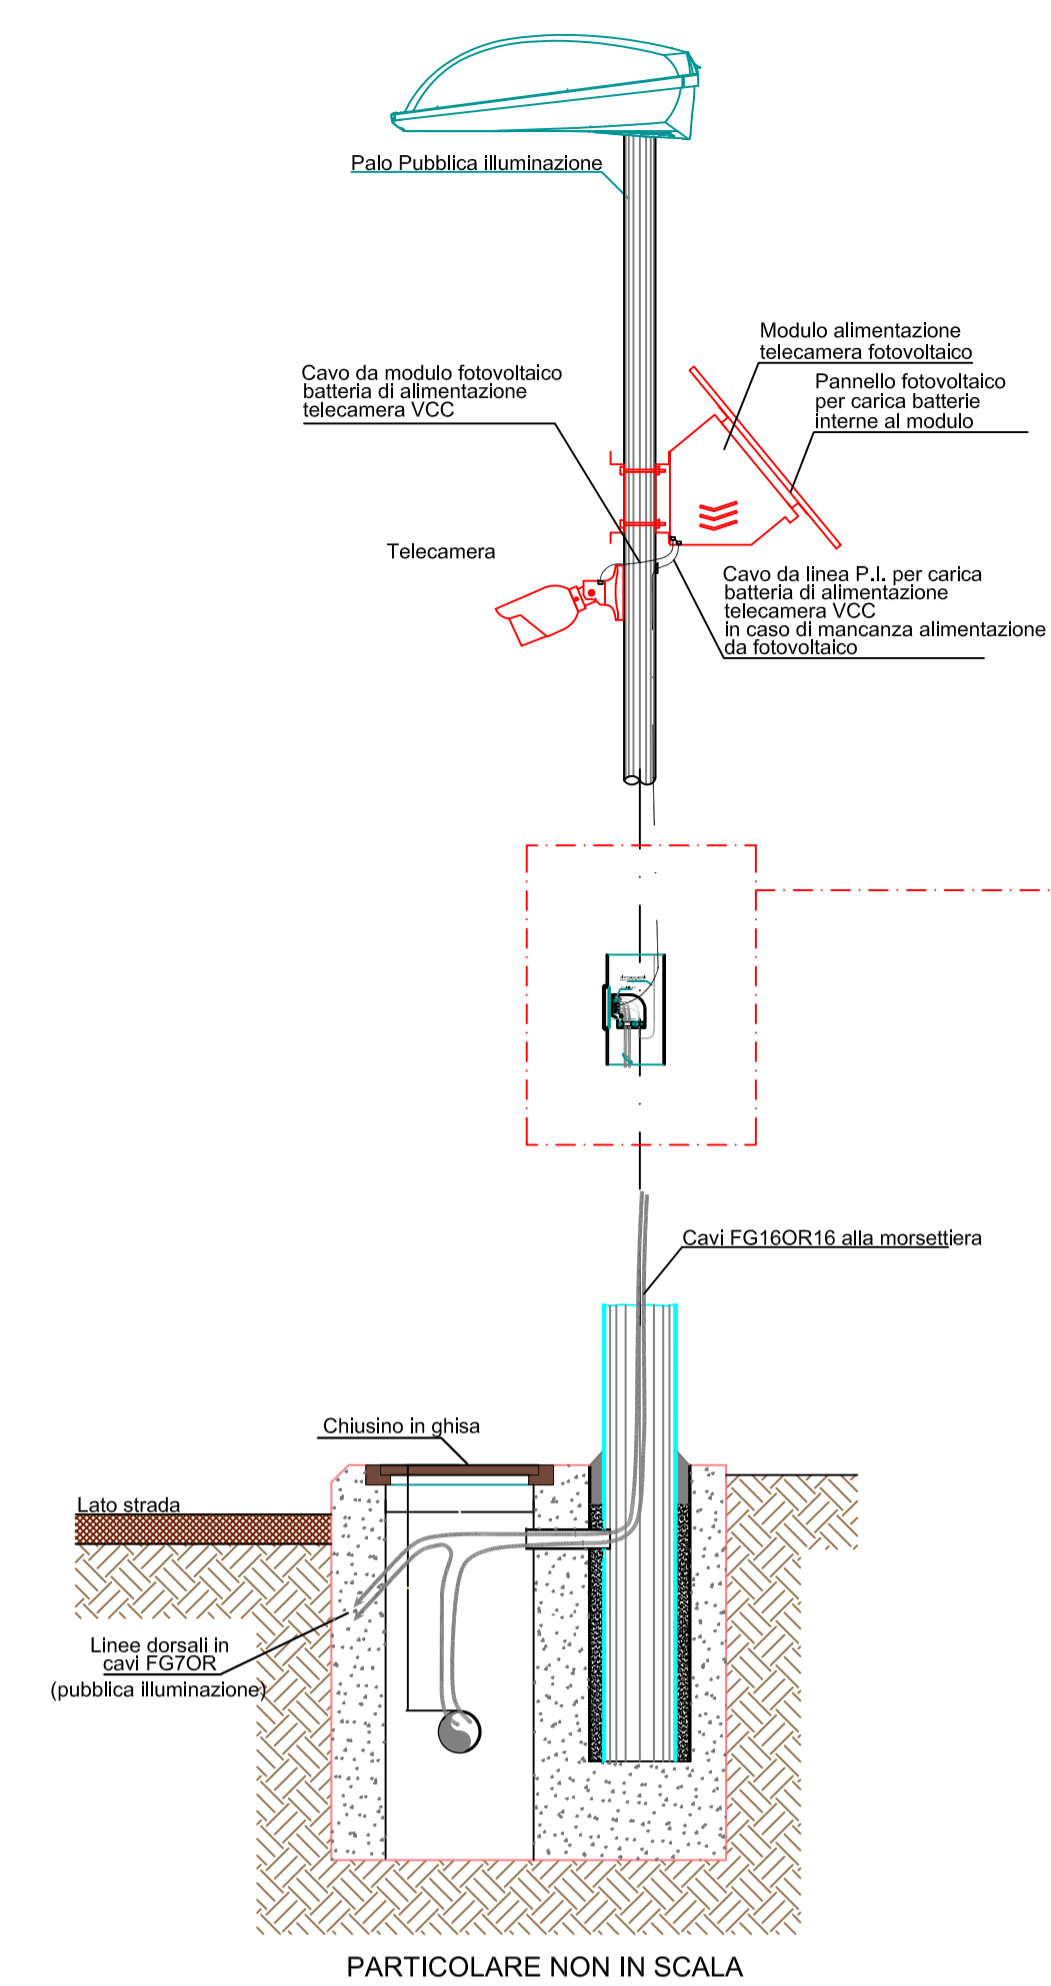 Palo Pubblica illuminazione
Modulo alimentazione
telecamera fotovoltaico
Cavo da modulo fotovoltaico
batteria di alimentazione
telecamera VCC
Pannello fotovoltaico
per carica batterie
interne al modulo
Telecamera
Cavo da linea P.I. per carica
batteria di alimentazione
telecamera VCC
in caso di mancanza alimentazione
da fotovoltaico
Cavi FG16OR16 alla morsettiera
Chiusino in ghisa
Lato strada
Linee dorsali in
cavi FG7OR
(pubblica illuminazione)
PARTICOLARE NON IN SCALA